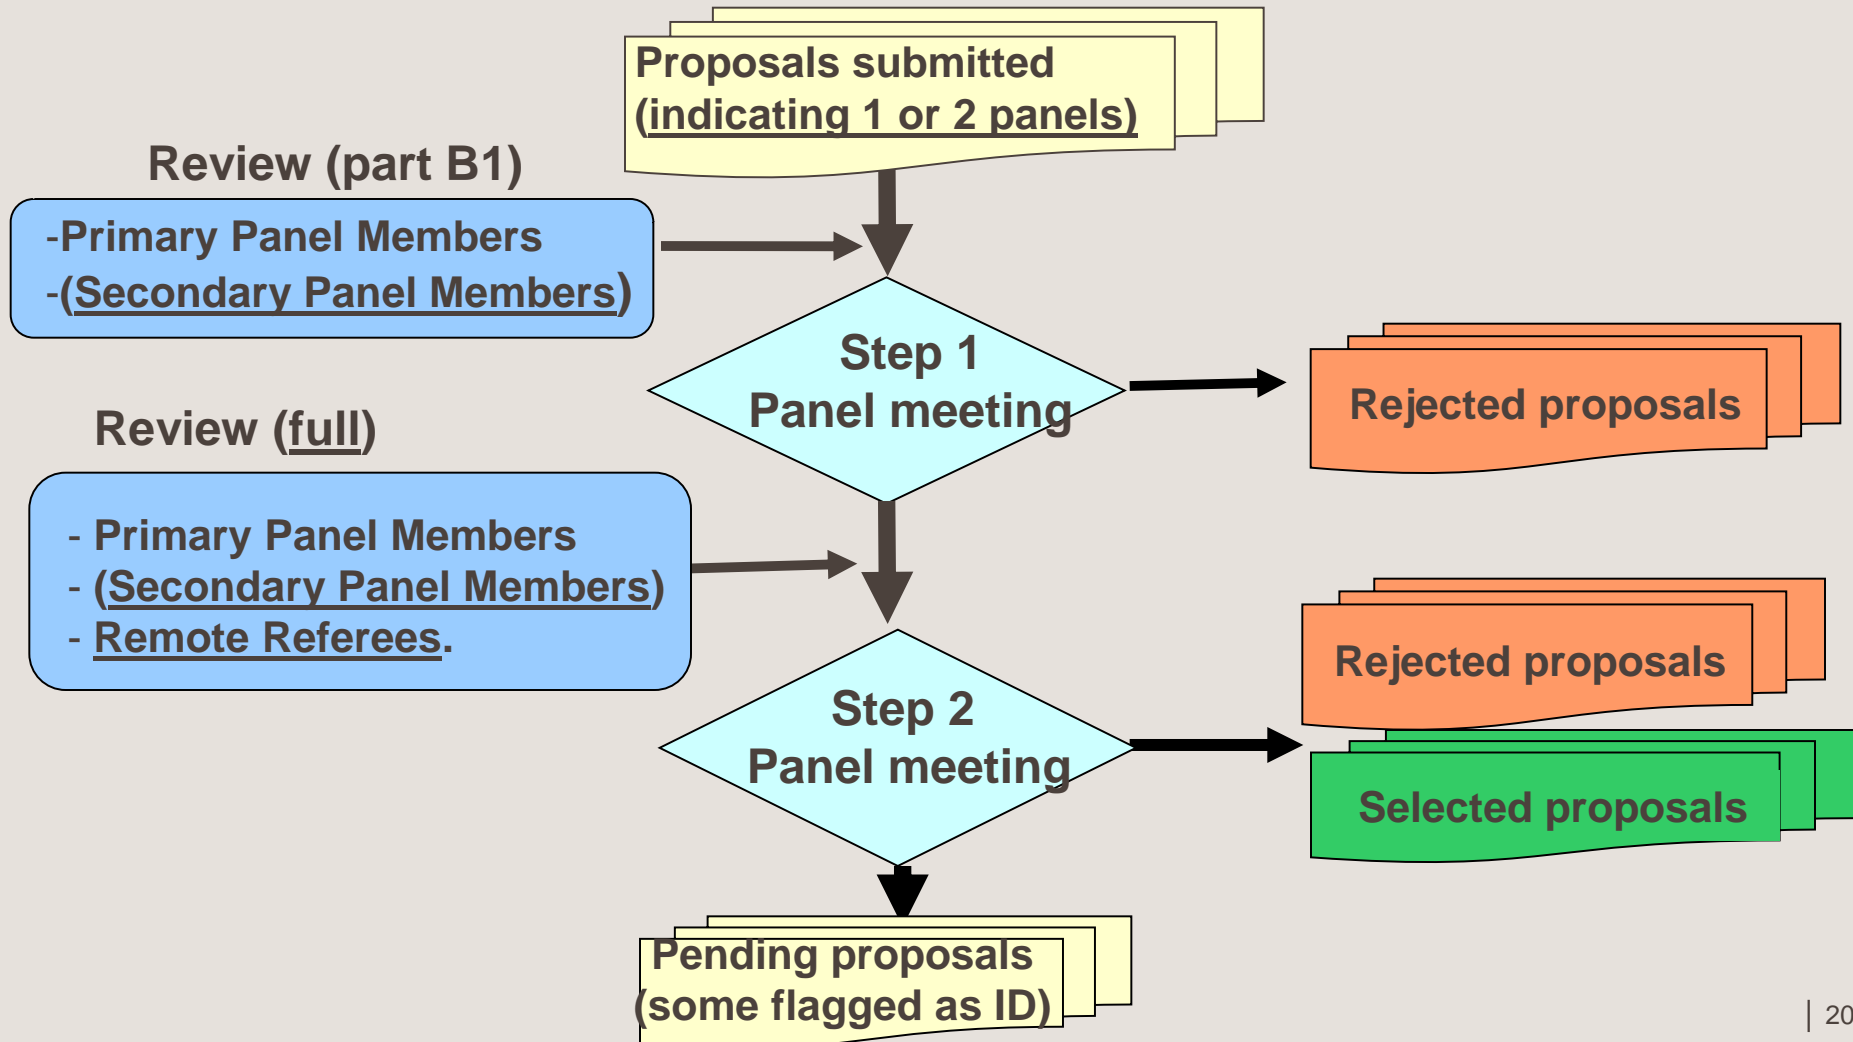 Proposals submitted
(indicating 1 or 2 panels)
Review (part B1)
-Primary Panel Members
-(Secondary Panel Members)
Step 1
Panel meeting
Rejected proposals
Review (full)
- Primary Panel Members
- (Secondary Panel Members)
- Remote Referees.
Step 2
Panel meeting
Rejected proposals
Selected proposals
Pending proposals
(some flagged as ID)
| 20